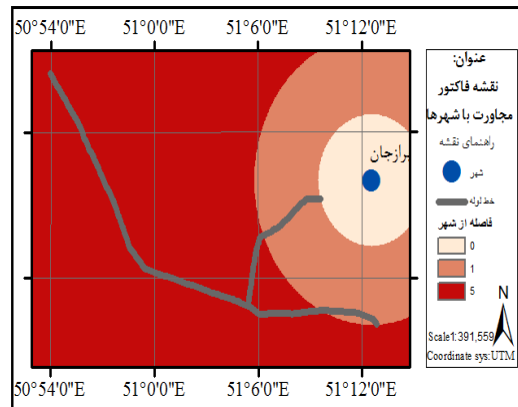 50°54'0"E 51°0'0"E 51°6'0"E 51°12'0"E
برازجان
عنوان:
نقشه فاکتور
مجاورت با شهرها
راهنمای نقشه
شهر
خط لوله
فاصله از شهر
0
1
5
N
Scale1:391,559
Coordinate sys:UTM
50°54'0"E 51°0'0"E 51°6'0"E 51°12'0"E